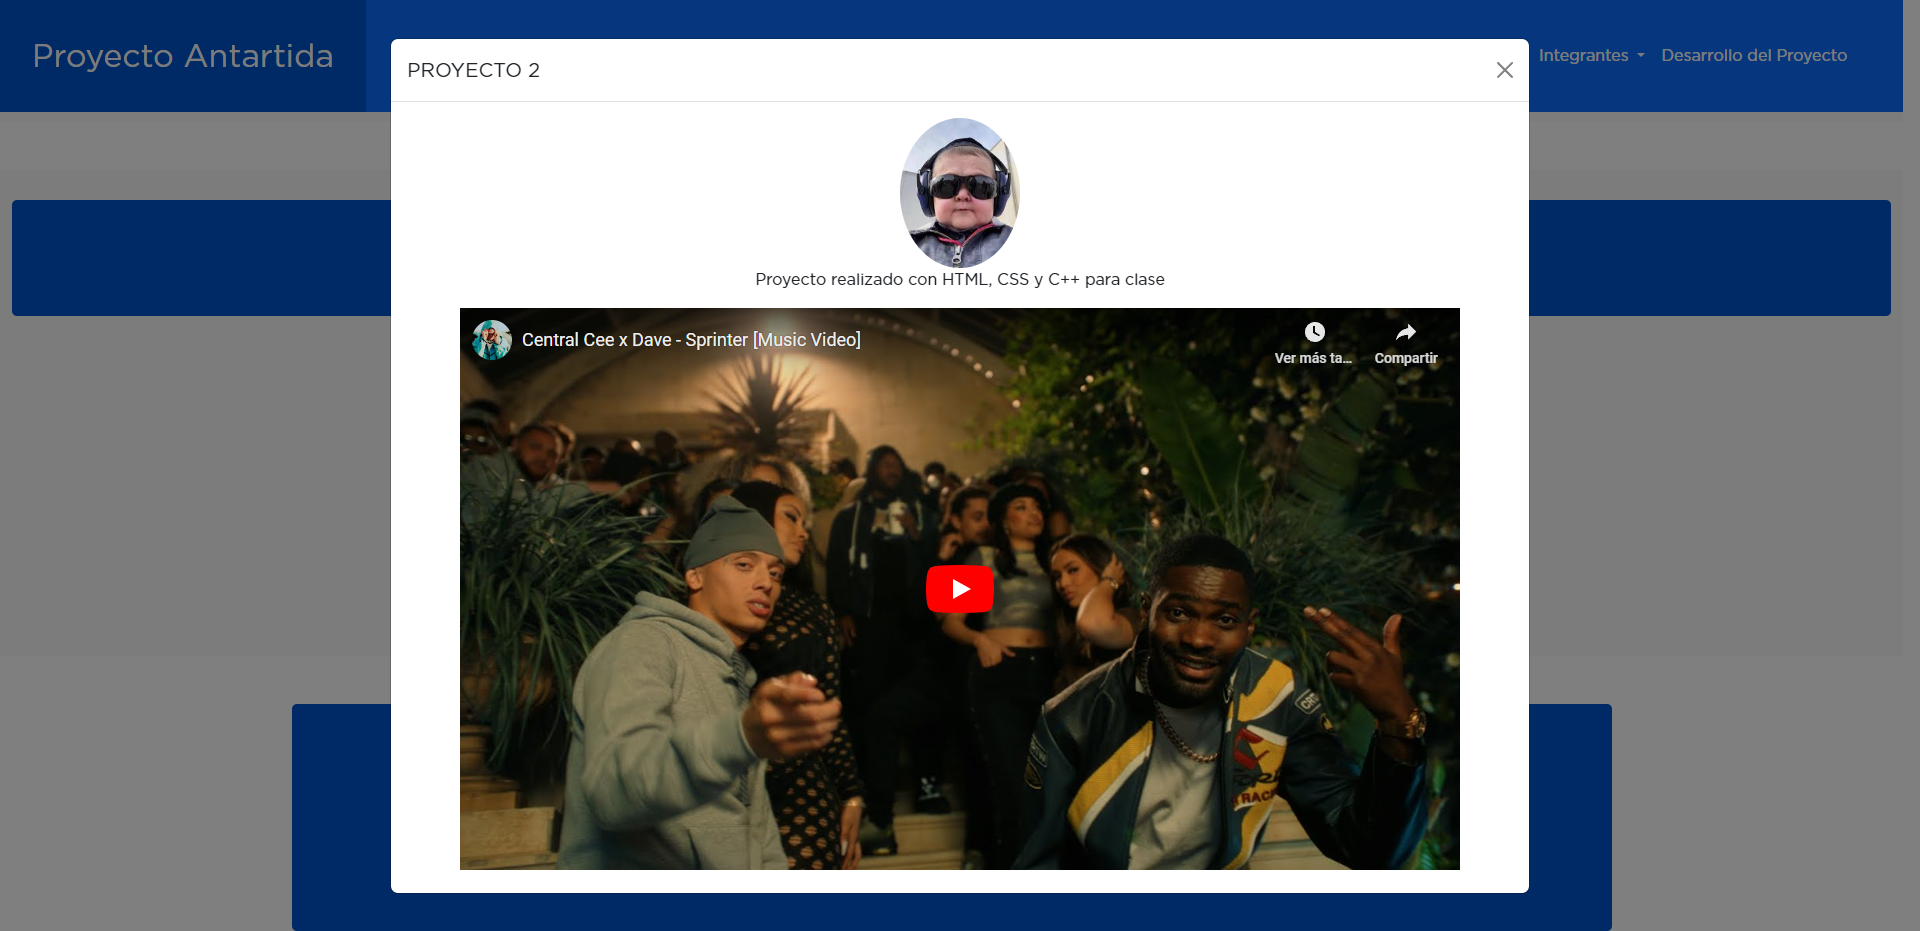 Proyecto Antartida
Integrantes
Desarrollo del Proyecto
PROYECTO 2
Proyecto realizado con HTML, CSS y C++ para clase
Central Cee x Dave - Sprinter [Music Video]
Ver más ta...
Compartir
RAC